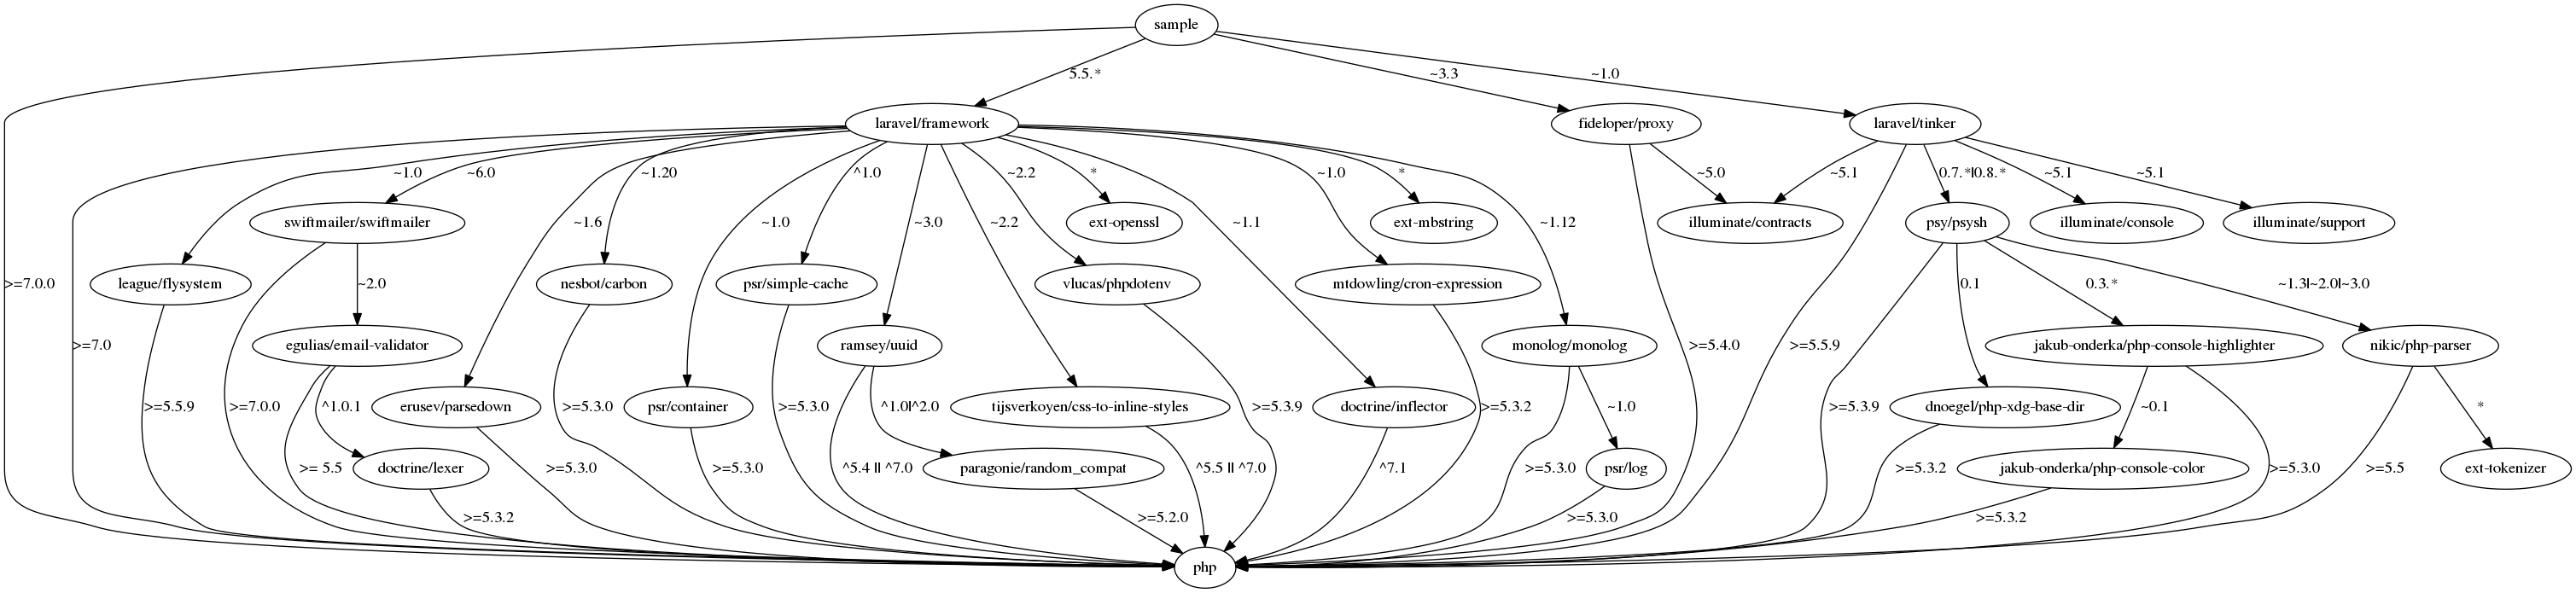 sample
5.5.*
~3.3
~1.0
laravel/framework
fideloper/proxy
laravel/tinker
~1.0
~6.0
~1.20
^1.0
~2.2
*
~1.0
*
~5.0
~5.1
0.7.*|0.8.*
~5.1
~5.1
swiftmailer/swiftmailer
~1.6
~1.0
~3.0
~2.2
ext-openssl
~1.1
ext-mbstring
~1.12
illuminate/contracts
psy/psysh
illuminate/console
illuminate/support
>=7.0.0
league/flysystem
~2.0
nesbot/carbon
psr/simple-cache
vlucas/phpdotenv
mtdowling/cron-expression
0.1
0.3.*
~1.3|~2.0|~3.0
>=7.0
egulias/email-validator
ramsey/uuid
monolog/monolog
>=5.4.0
>=5.5.9
jakub-onderka/php-console-highlighter
nikic/php-parser
>=5.5.9
>=7.0.0
^1.0.1
erusev/parsedown
>=5.3.0
psr/container
>=5.3.0
^1.0|^2.0
tijsverkoyen/css-to-inline-styles
>=5.3.9
doctrine/inflector
>=5.3.2
~1.0
>=5.3.9
dnoegel/php-xdg-base-dir
~0.1
*
>= 5.5
doctrine/lexer
>=5.3.0
>=5.3.0
^5.4 || ^7.0
paragonie/random_compat
^5.5 || ^7.0
^7.1
>=5.3.0
psr/log
>=5.3.2
jakub-onderka/php-console-color
>=5.3.0
>=5.5
ext-tokenizer
>=5.3.2
>=5.2.0
>=5.3.0
>=5.3.2
php